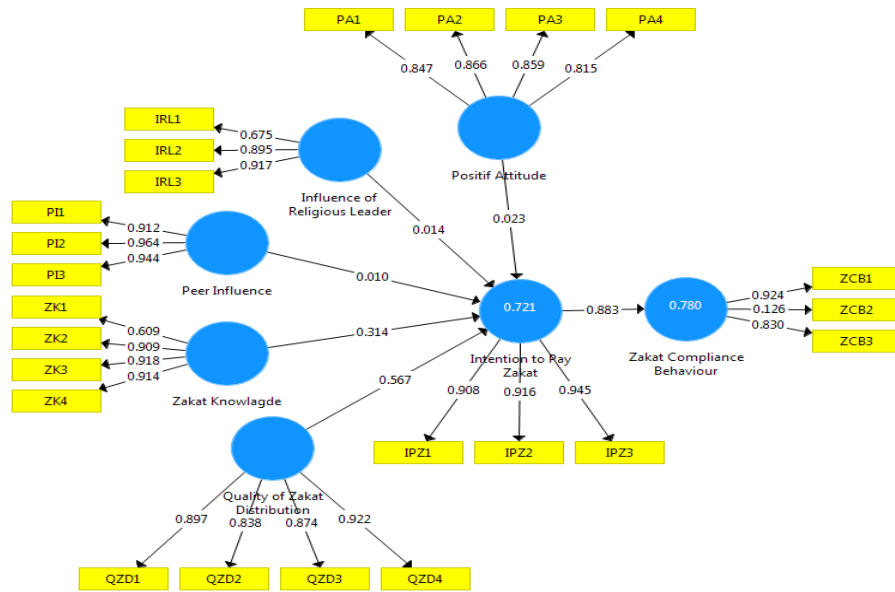 PA1 PA2 PA3 PA4
0.847 0.866 0.859 0.815
Positif Attitude
0.023
IRL1
IRL2
IRL3
0.675
0.895
0.917
Influence of
Religious Leader
0.014
PI1
PI2
PI3
0.912
0.964
0.944
Peer Influence
0.010
ZK1
ZK2
ZK3
ZK4
0.609
0.909
0.918
0.914
Zakat Knowlagde
0.314
0.721
Intention to Pay
Zakat
0.883
0.780
Zakat Compliance
Behaviour
0.924
0.126
0.830
ZCB1
ZCB2
ZCB3
0.908 0.916 0.945
IPZ1 IPZ2 IPZ3
0.567
Quality of Zakat
Distribution
0.897 0.838 0.874 0.922
QZD1 QZD2 QZD3 QZD4